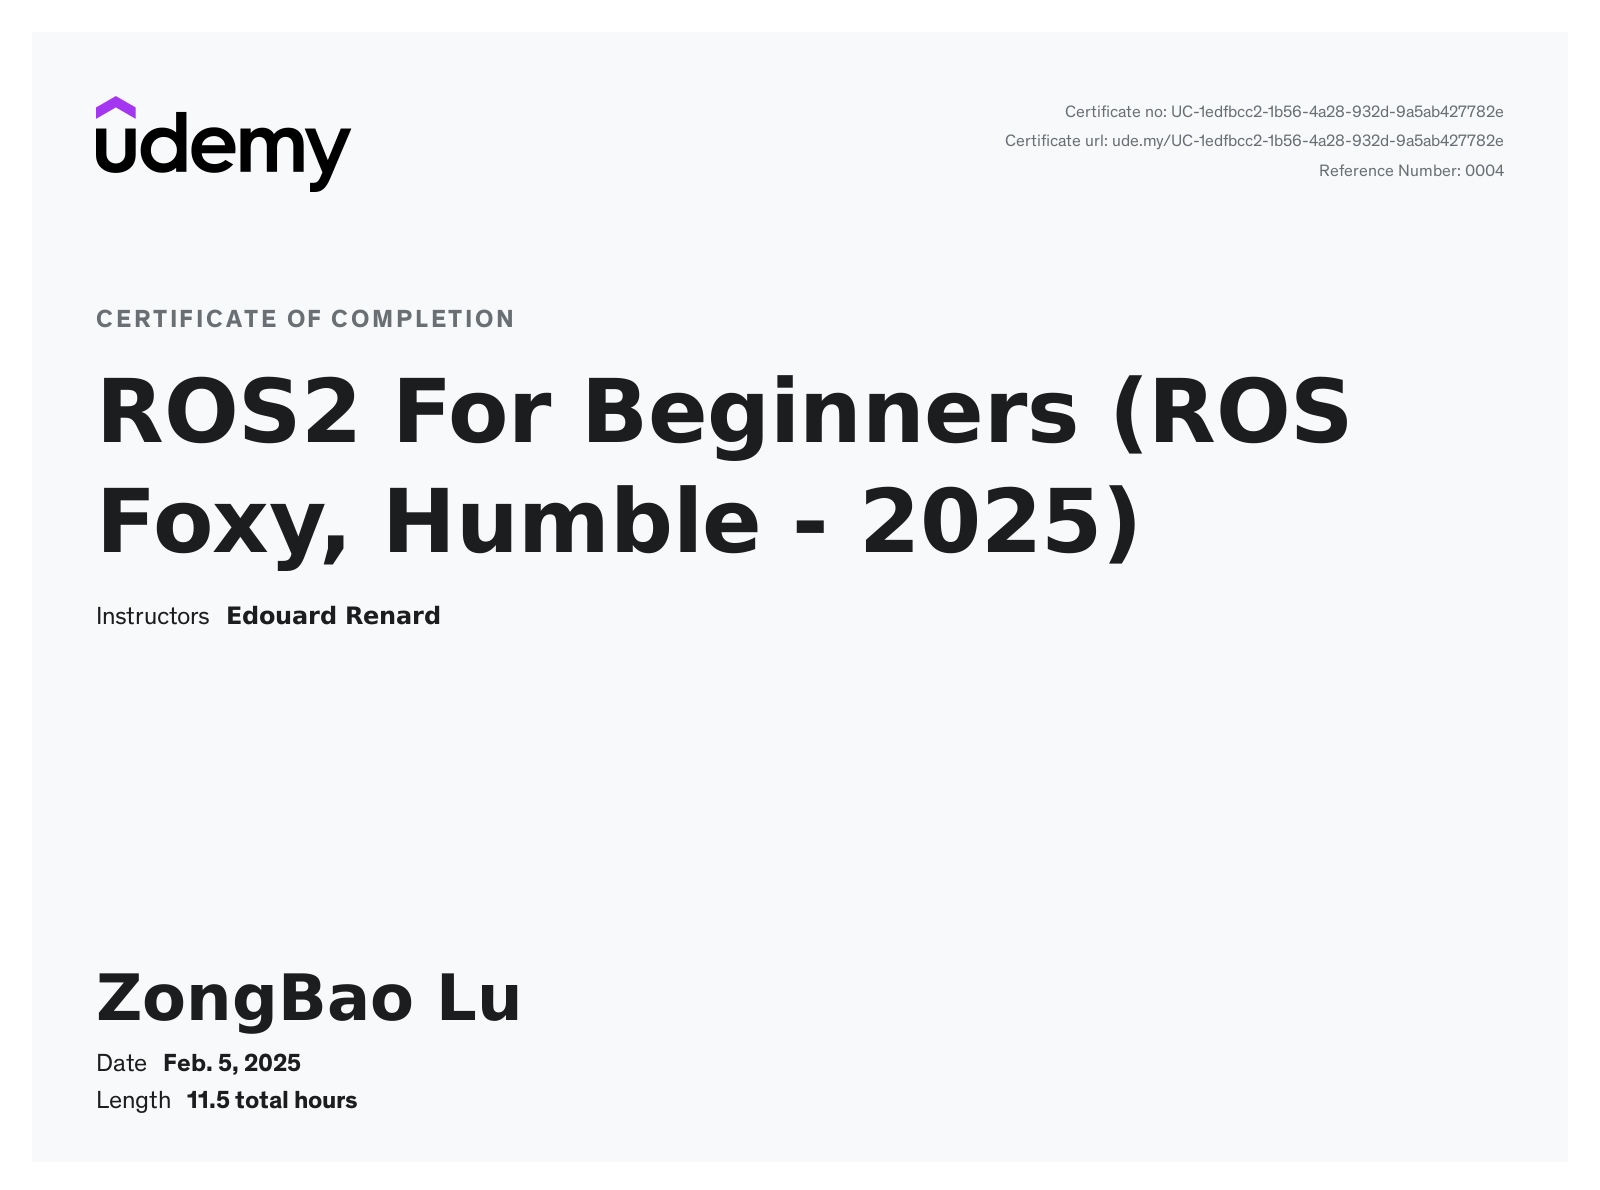 udemy
Certificate no: UC-1edfbcc2-1b56-4a28-932d-9a5ab427782e
Certificate url: ude.my/UC-1edfbcc2-1b56-4a28-932d-9a5ab427782e
Reference Number: 0004
CERTIFICATE OF COMPLETION
ROS2 For Beginners (ROS
Foxy, Humble - 2025)
Instructors Edouard Renard
ZongBao Lu
Date Feb. 5, 2025
Length 11.5 total hours